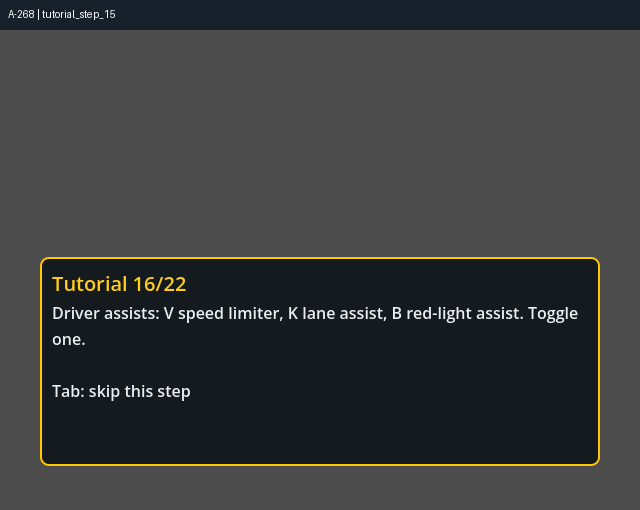 A-268 | tutorial_step_15
Tutorial 16/22
Driver assists: V speed limiter, K lane assist, B red-light assist. Toggle
one.
Tab: skip this step